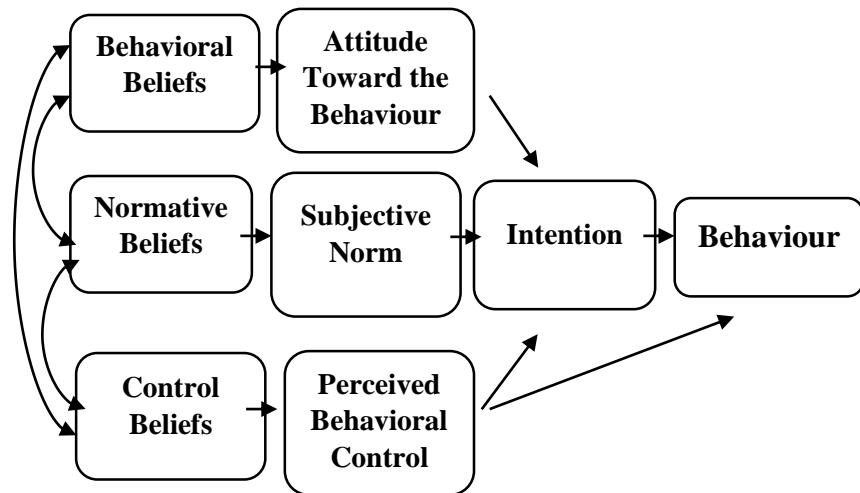 Behavioral
Beliefs
Attitude
Toward the
Behaviour
Normative
Beliefs
Subjective
Norm
Intention
Behaviour
Control
Beliefs
Perceived
Behavioral
Control